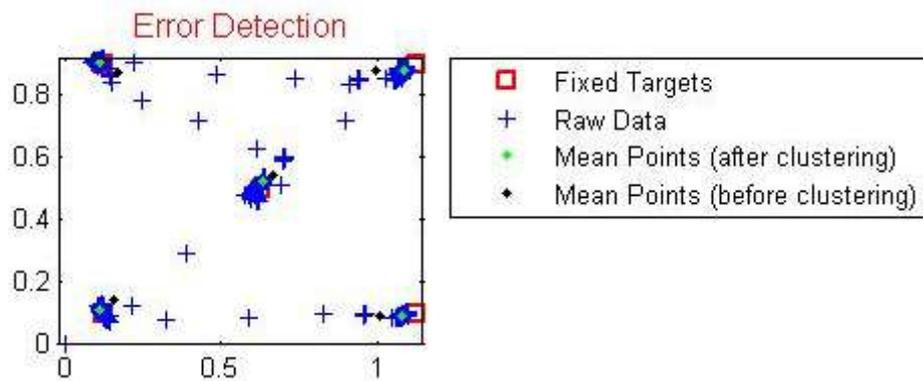 Error Detection
0.8
0.6
0.4
0.2
0
0
0.5
1
Fixed Targets
Raw Data
Mean Points (after clustering)
Mean Points (before clustering)